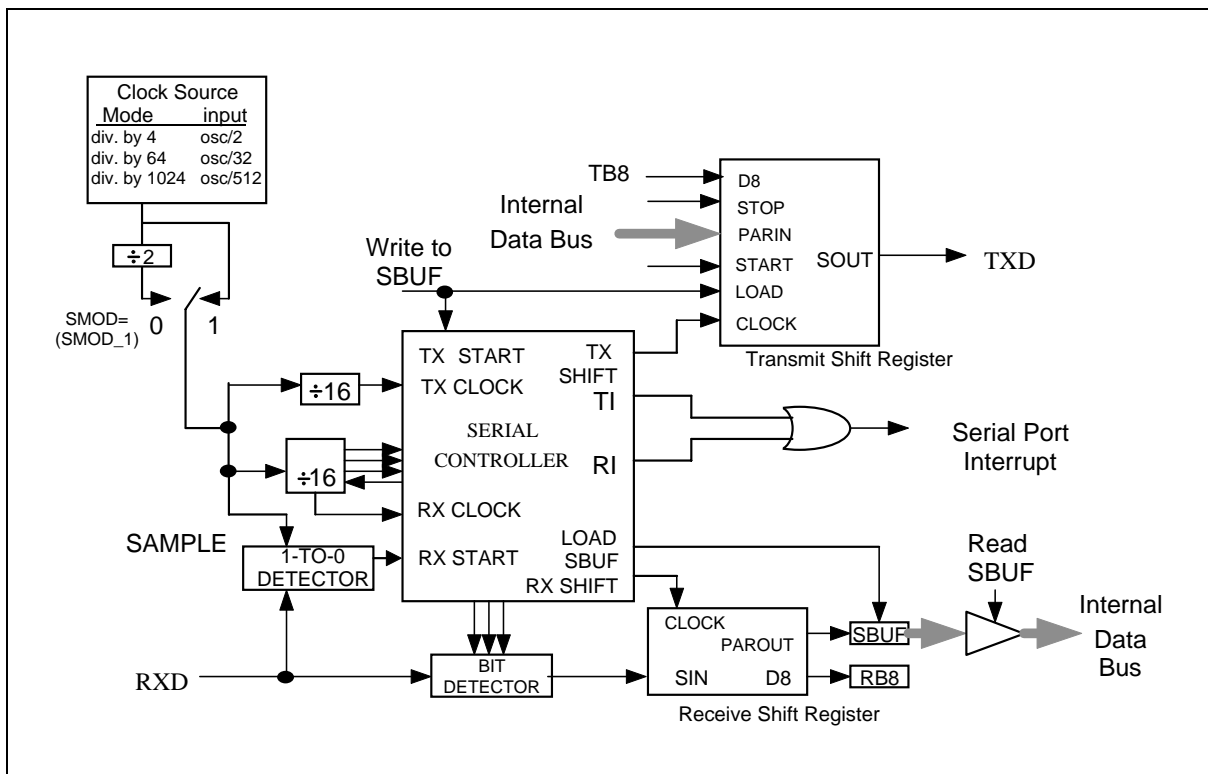 Clock Source
Mode input
div. by 4 osc/2
div. by 64 osc/32
div. by 1024 osc/512
÷2
SMOD=
(SMOD_1)
0
1
Write to
SBUF
TB8
Internal
Data Bus
D8
STOP
PARIN
START
LOAD
CLOCK
SOUT
TXD
Transmit Shift Register
÷16
÷16
TX START
TX CLOCK
SERIAL
CONTROLLER
RX CLOCK
RX START
TX
SHIFT
TI
RI
LOAD
SBUF
RX SHIFT
Serial Port
Interrupt
SAMPLE
1-TO-0
DETECTOR
RXD
BIT
DETECTOR
CLOCK
PAROUT
SIN D8
Receive Shift Register
SBUF
RB8
Read
SBUF
Internal
Data
Bus